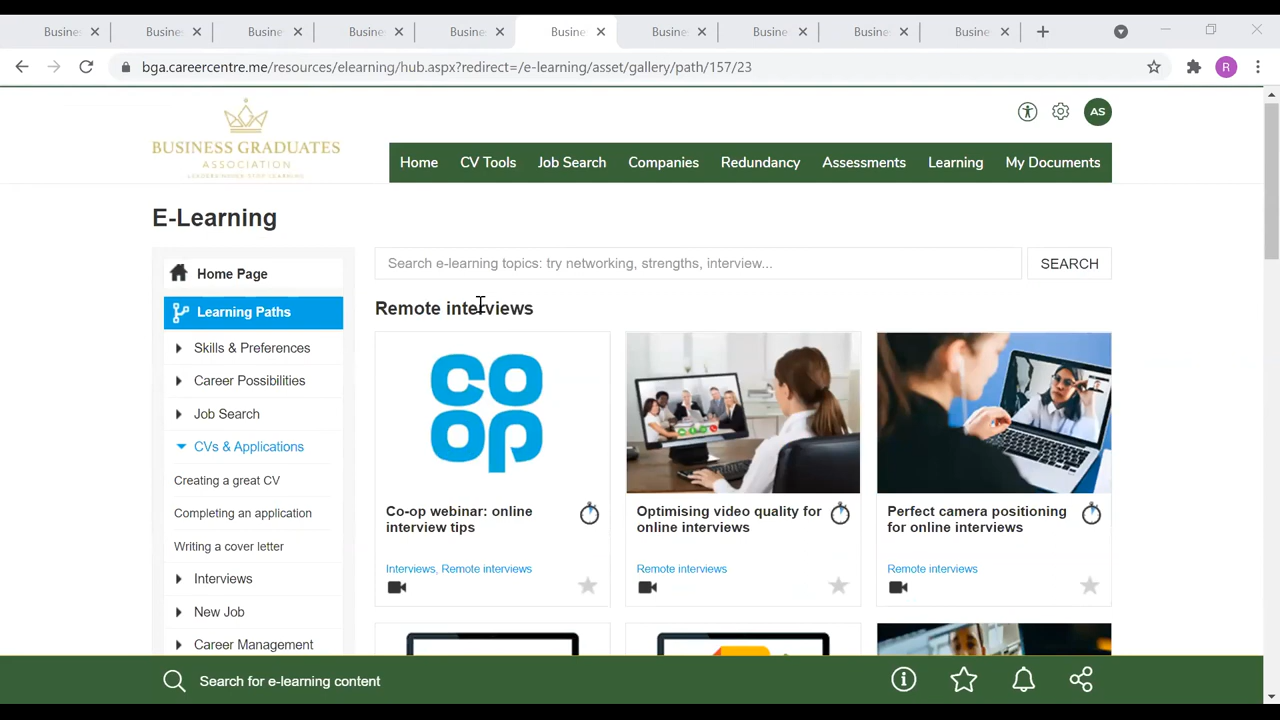 Busine
Busine
Busine
Busine
Busine
Busine
Busine
Busine
Busine
Busine
bga.careercentre.me/resources/elearning/hub.aspx?redirect=/e-learning/asset/gallery/path/157/23
R
BUSINESS GRADUATES
ASSOCIATION
LEADERS NEVER STOP LEARNING
AS
Home CV Tools Job Search Companies Redundancy Assessments Learning My Documents
E-Learning
Home Page
Learning Paths
Skills & Preferences
Career Possibilities
Job Search
CVs & Applications
Creating a great CV
Completing an application
Writing a cover letter
Interviews
New Job
Career Management
Search e-learning topics: try networking, strengths, interview...
SEARCH
Remote interviews
co
op
Co-op webinar: online
interview tips
Interviews, Remote interviews
Optimising video quality for
online interviews
Remote interviews
Perfect camera positioning
for online interviews
Remote interviews
Search for e-learning content